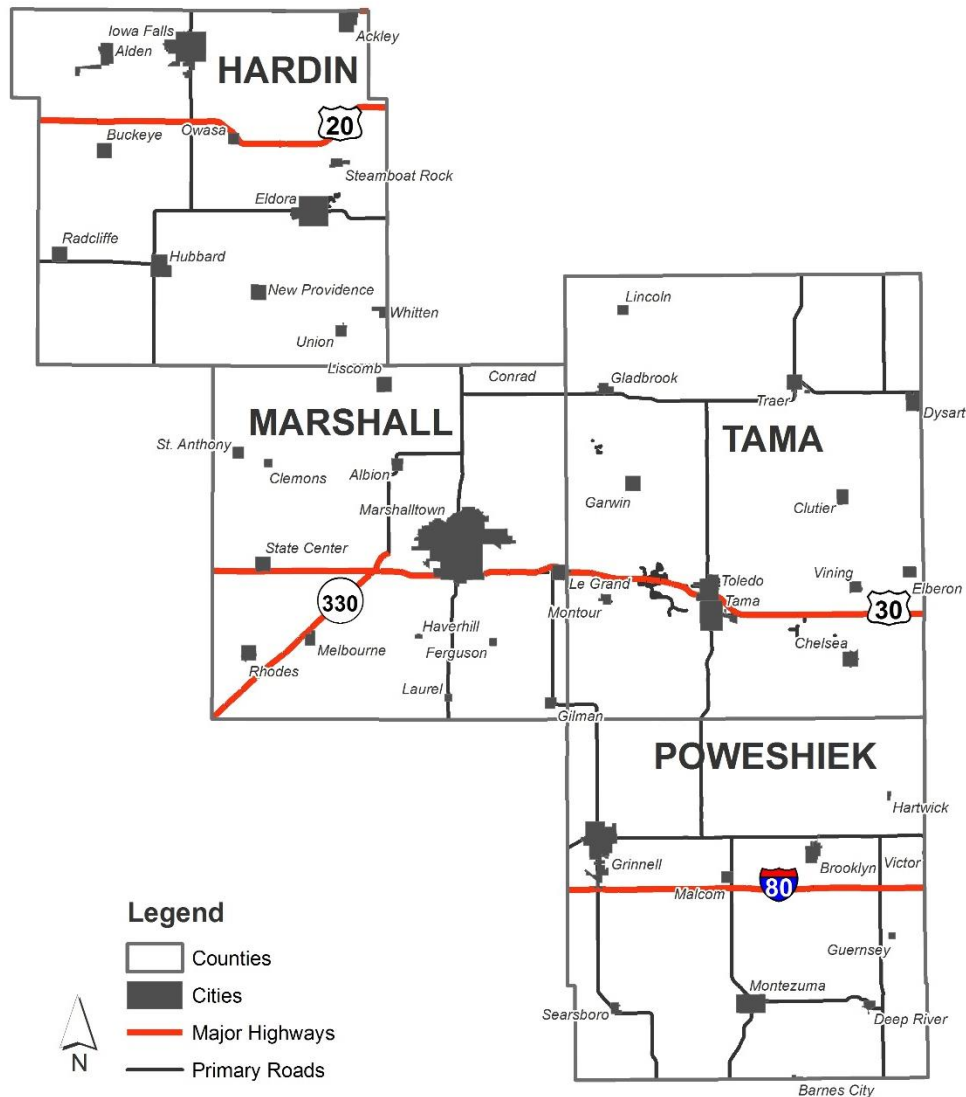 Iowa Falls
Ackley
Alden
HARDIN
20
Owasa
Buckeye
Steamboat Rock
Eldora
Radcliffe
Hubbard
New Providence
Whitten
Union
Lincoln
Liscomb
Conrad
Gladbrook
Traer
Dysart
MARSHALL
TAMA
St. Anthony
Clemons
Albion
Garwin
Clutier
Marshalltown
State Center
Le Grand
Toledo
Vining
Elberon
330
Montour
Tama
30
Haverhill
Chelsea
Melbourne
Ferguson
Rhodes
Laurel
Gilman
POWESHIEK
Hartwick
Grinnell
Brooklyn
Victor
80
Malcom
Guernsey
Montezuma
Searsboro
Deep River
Barnes City
Legend
Counties
Cities
Major Highways
Primary Roads
N